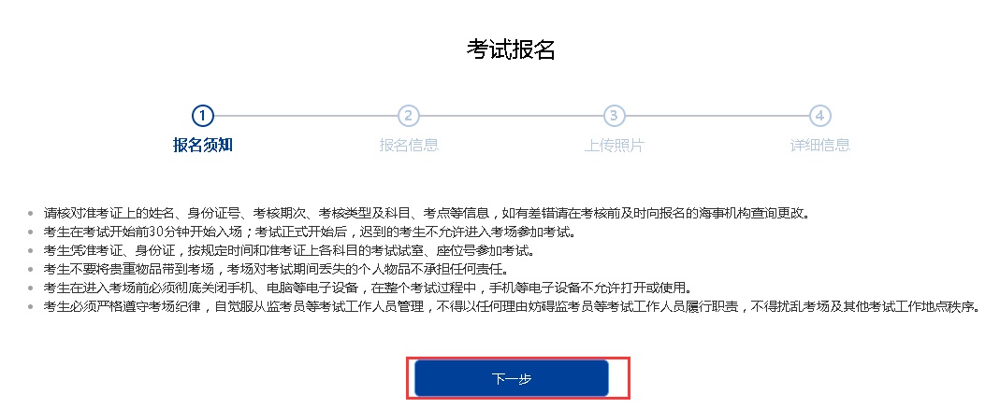 考试报名
1 2 3 4
报名须知 报名信息 上传照片 详细信息
请核对准考证上的姓名、身份证号、考核期次、考核类型及科目、考点等信息，如有差错请在考核前及时向报名的海事机构查询更改。
考生在考试开始前30分钟开始入场；考试正式开始后，迟到的考生不允许进入考场参加考试。
考生凭准考证、身份证，按规定时间和准考证上各科目的考试试室、座位号参加考试。
考生不要将贵重物品带到考场，考场对考试期间丢失的个人物品不承担任何责任。
考生在进入考场前必须彻底关闭手机、电脑等电子设备，在整个考试过程中，手机等电子设备不允许打开或使用。
考生必须严格遵守考场纪律，自觉服从监考员等考试工作人员管理，不得以任何理由妨碍监考员等考试工作人员履行职责，不得扰乱考场及其他考试工作地点秩序。
下一步